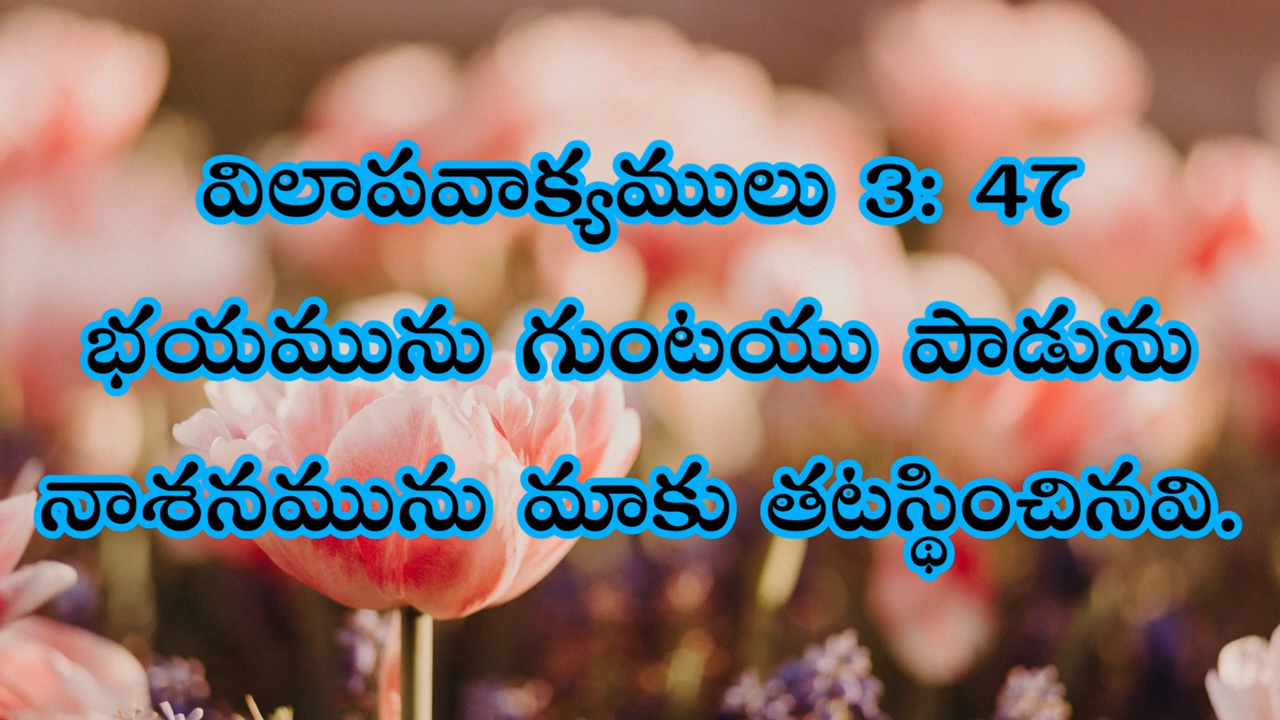 విలాపవాక్యములు 3: 47
భయమును గుంటయు పాడును
నాశనమును మాకు తటస్థించినవి.